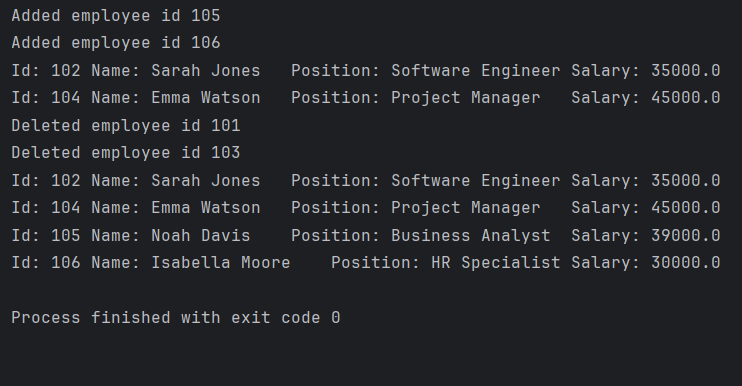 Added employee id 105
Added employee id 106
Id: 102 Name: Sarah Jones   Position: Software Engineer Salary: 35000.0
Id: 104 Name: Emma Watson   Position: Project Manager   Salary: 45000.0
Deleted employee id 101
Deleted employee id 103
Id: 102 Name: Sarah Jones   Position: Software Engineer Salary: 35000.0
Id: 104 Name: Emma Watson   Position: Project Manager   Salary: 45000.0
Id: 105 Name: Noah Davis    Position: Business Analyst  Salary: 39000.0
Id: 106 Name: Isabella Moore    Position: HR Specialist Salary: 30000.0
Process finished with exit code 0